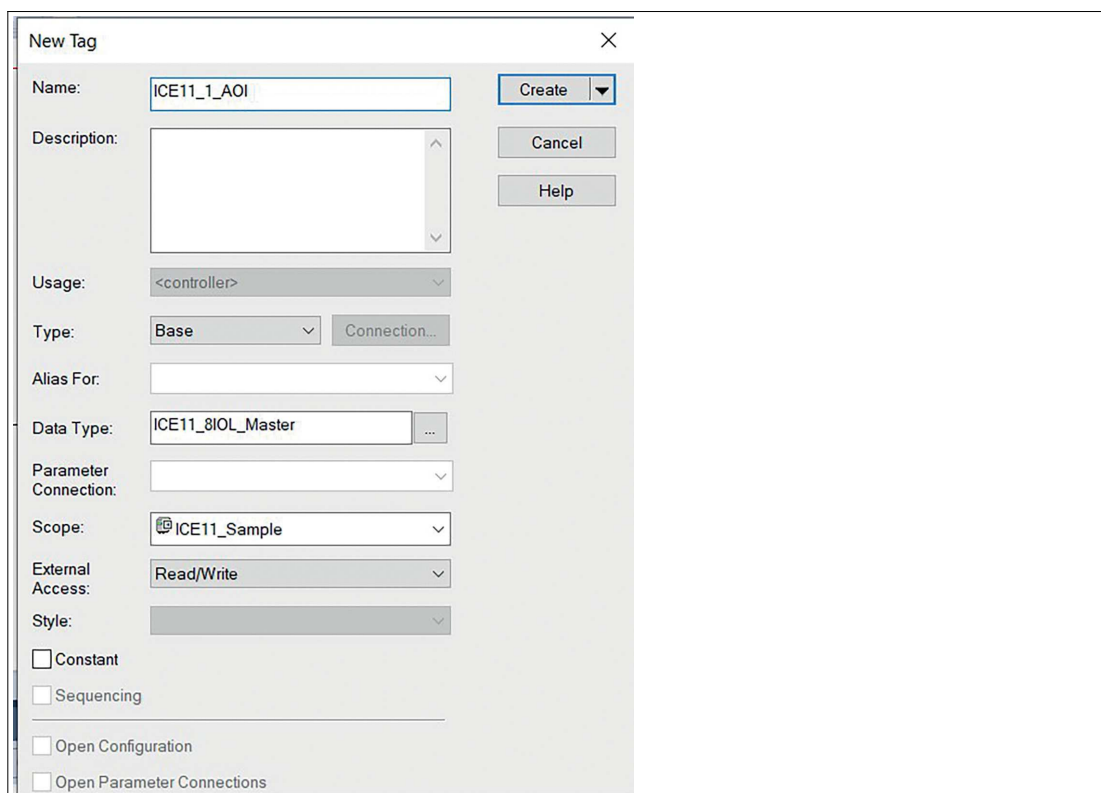 New Tag
Name:
ICE11_1_AOI
Create
Description:
Cancel
Help
Usage:
<controller>
Type:
Base
Connection...
Alias For:
Data Type:
ICE11_8IOL_Master
...
Parameter
Connection:
Scope:
ICE11_Sample
External
Access:
Read/Write
Style:
Constant
Sequencing
Open Configuration
Open Parameter Connections